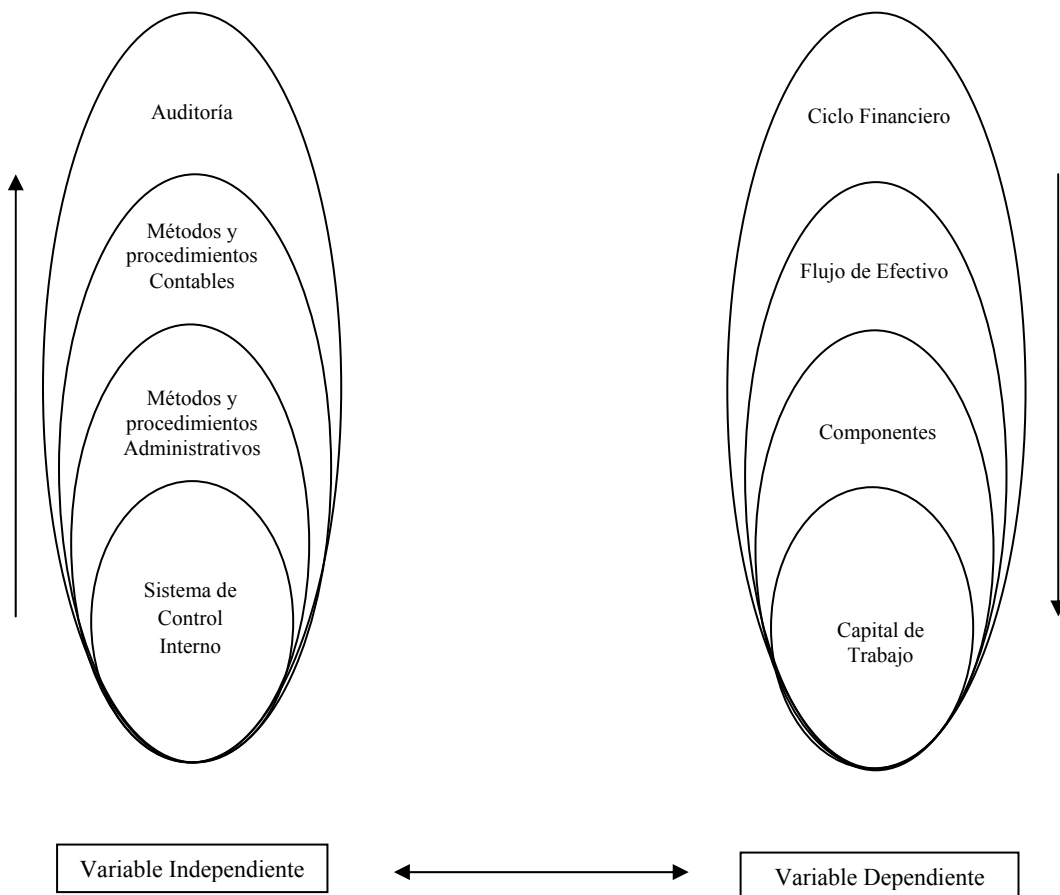 Auditoría
Métodos y
procedimientos
Contables
Métodos y
procedimientos
Administrativos
Sistema de
Control
Interno
Variable Independiente
Ciclo Financiero
Flujo de Efectivo
Componentes
Capital de
Trabajo
Variable Dependiente